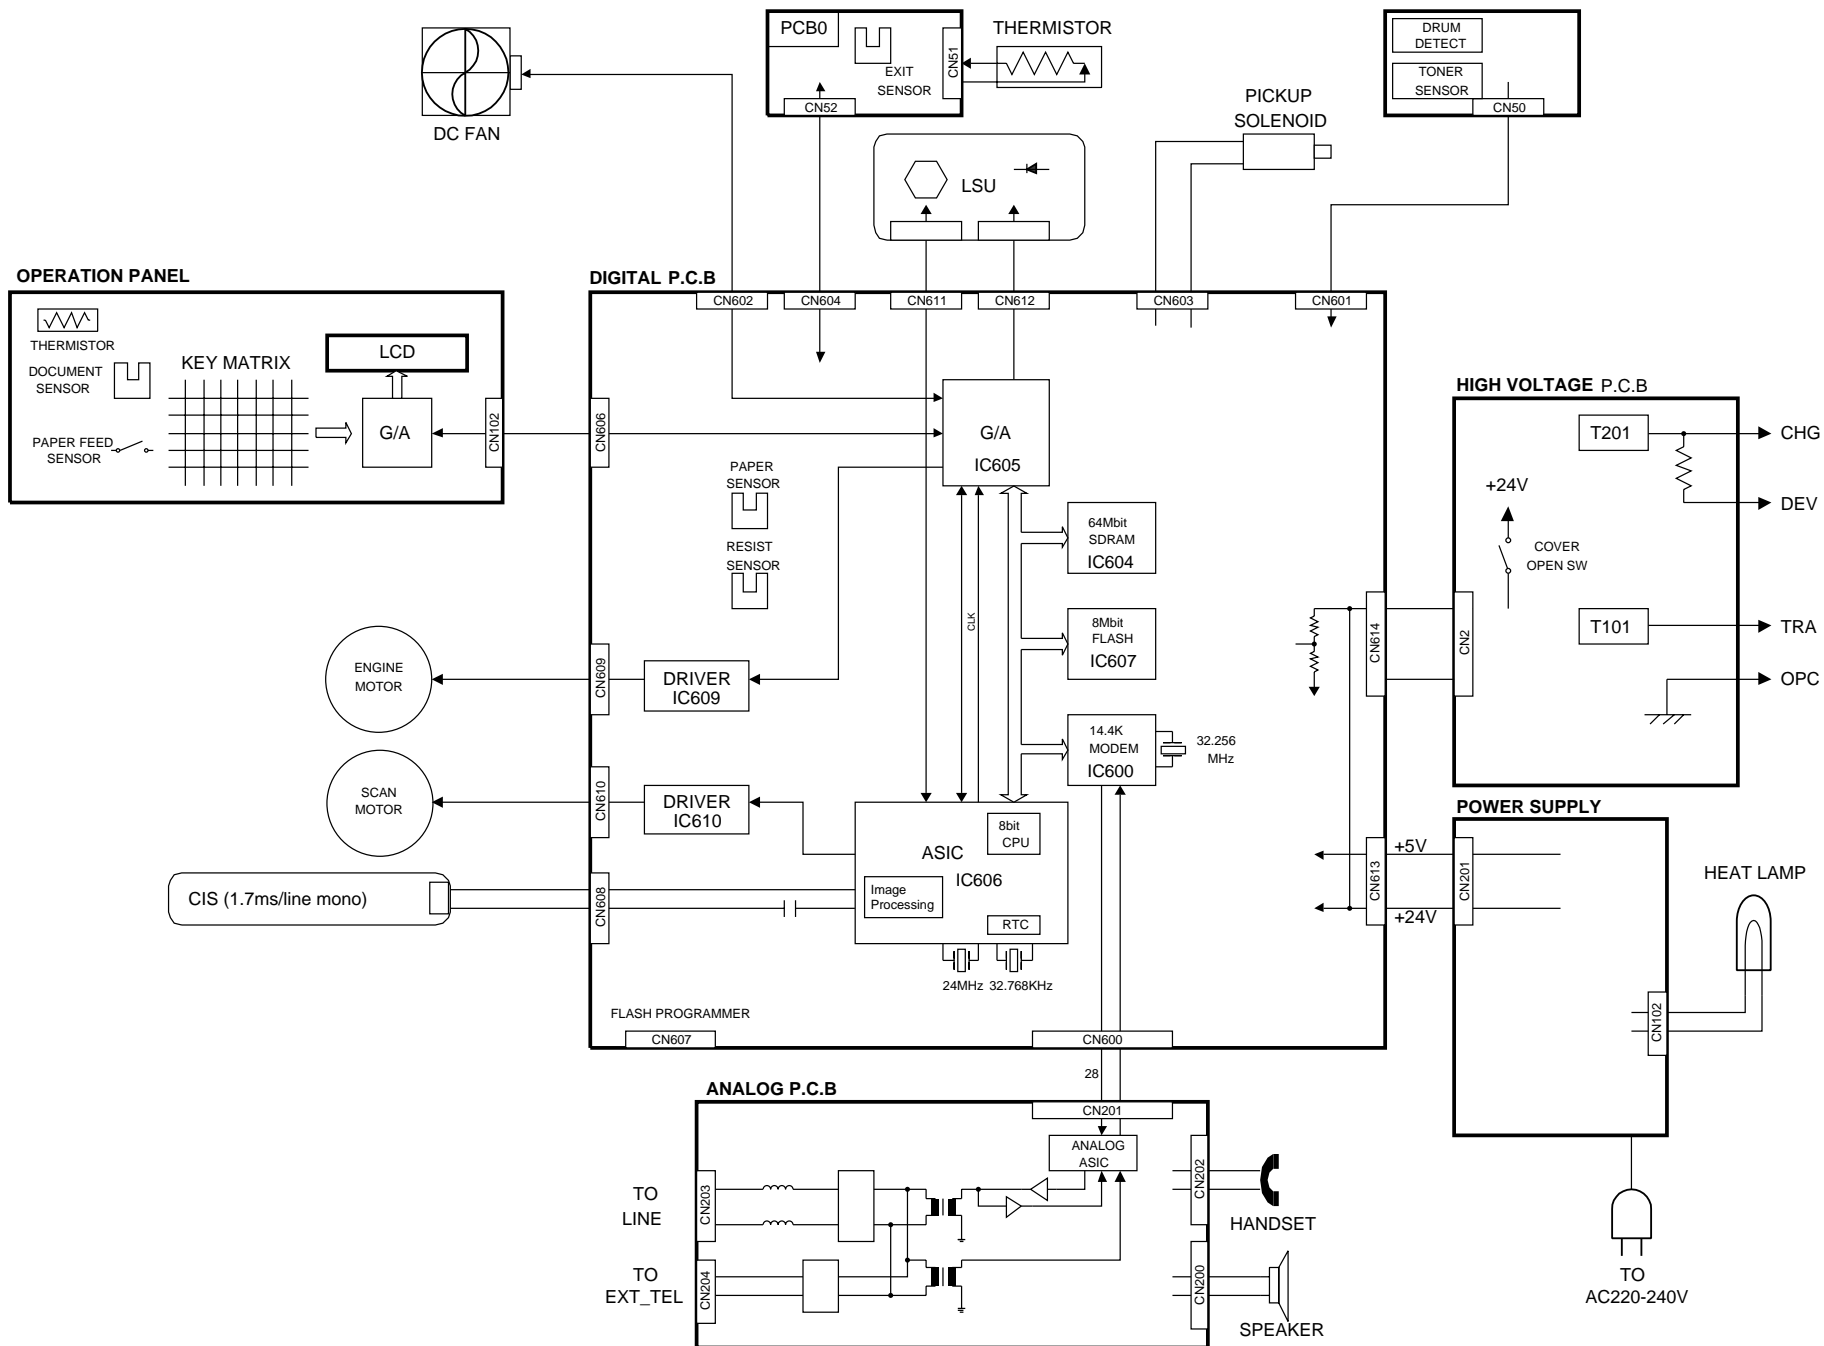 PCB0
THERMISTOR
EXIT
SENSOR
CN51
CN52
DRUM
DETECT
TONER
SENSOR
CN50
PICKUP
SOLENOID
DC FAN
LSU
OPERATION PANEL
THERMISTOR
DOCUMENT
SENSOR
KEY MATRIX
LCD
PAPER FEED
SENSOR
G/A
CN102
DIGITAL P.C.B
CN602
CN604
CN611
CN612
CN603
CN601
CN606
G/A
IC605
PAPER
SENSOR
RESIST
SENSOR
64Mbit
SDRAM
IC604
CLK
8Mbit
FLASH
IC607
14.4K
MODEM
IC600
32.256
MHz
ENGINE
MOTOR
CN609
DRIVER
IC609
SCAN
MOTOR
CN610
DRIVER
IC610
8bit
CPU
ASIC
IC606
Image
Processing
RTC
CIS (1.7ms/line mono)
CN608
24MHz
32.768KHz
FLASH PROGRAMMER
CN607
CN600
CN614
CN613
HIGH VOLTAGE P.C.B
T201
CHG
DEV
+24V
COVER
OPEN SW
CN2
T101
TRA
OPC
POWER SUPPLY
+5V
+24V
CN201
HEAT LAMP
CN102
TO
AC220-240V
28
ANALOG P.C.B
CN201
ANALOG
ASIC
TO
LINE
CN203
TO
EXT_TEL
CN204
CN202
HANDSET
CN200
SPEAKER